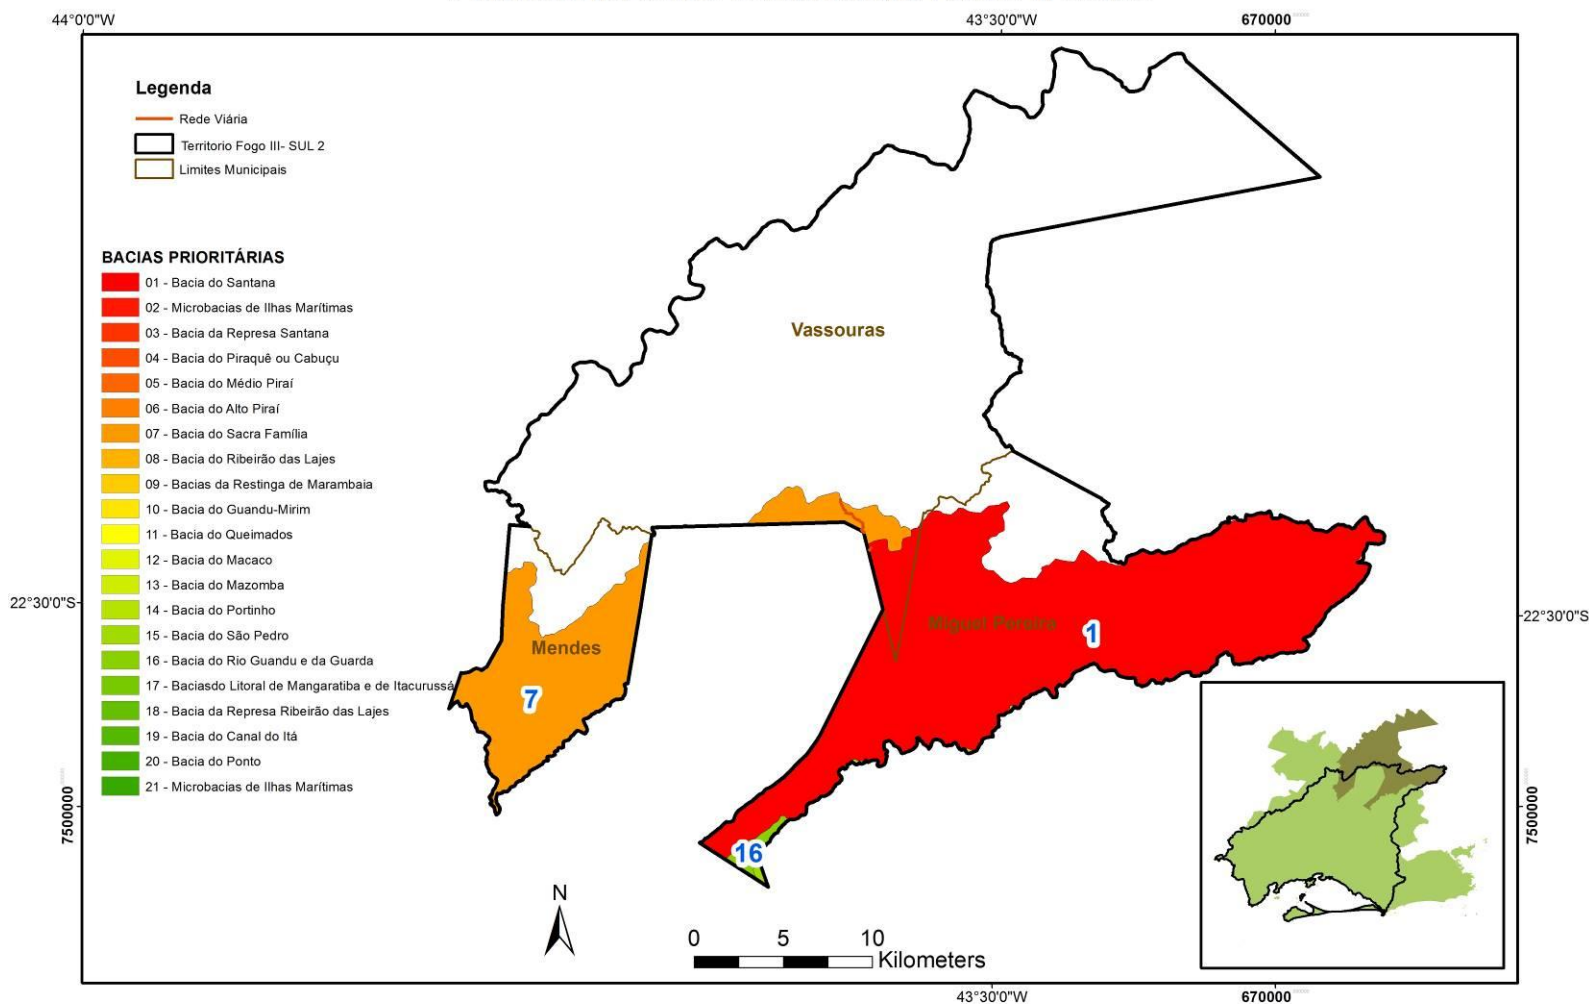 44°0'0"W
43°30'0"W
670000
Legenda
Rede Viária
Territorio Fogo III- SUL 2
Limites Municipais
BACIAS PRIORITÁRIAS
01 - Bacia do Santana
02 - Microbacias de Ilhas Marítimas
03 - Bacia da Represa Santana
04 - Bacia do Piraquê ou Cabuçu
05 - Bacia do Médio Piraí
06 - Bacia do Alto Piraí
07 - Bacia do Sacra Família
08 - Bacia do Ribeirão das Lajes
09 - Bacias da Restinga de Marambaia
10 - Bacia do Guandu-Mirim
11 - Bacia do Queimados
12 - Bacia do Macaco
13 - Bacia do Mazomba
14 - Bacia do Portinho
15 - Bacia do São Pedro
16 - Bacia do Rio Guandu e da Guarda
17 - Baciasdo Litoral de Mangaratiba e de Itacurussá
18 - Bacia da Represa Ribeirão das Lajes
19 - Bacia do Canal do Itá
20 - Bacia do Ponto
21 - Microbacias de Ilhas Marítimas
Vassouras
22°30'0"S
22°30'0"S
Miguel Pereira
1
Mendes
7
16
7500000
7500000
N
0 5 10
Kilometers
43°30'0"W
670000